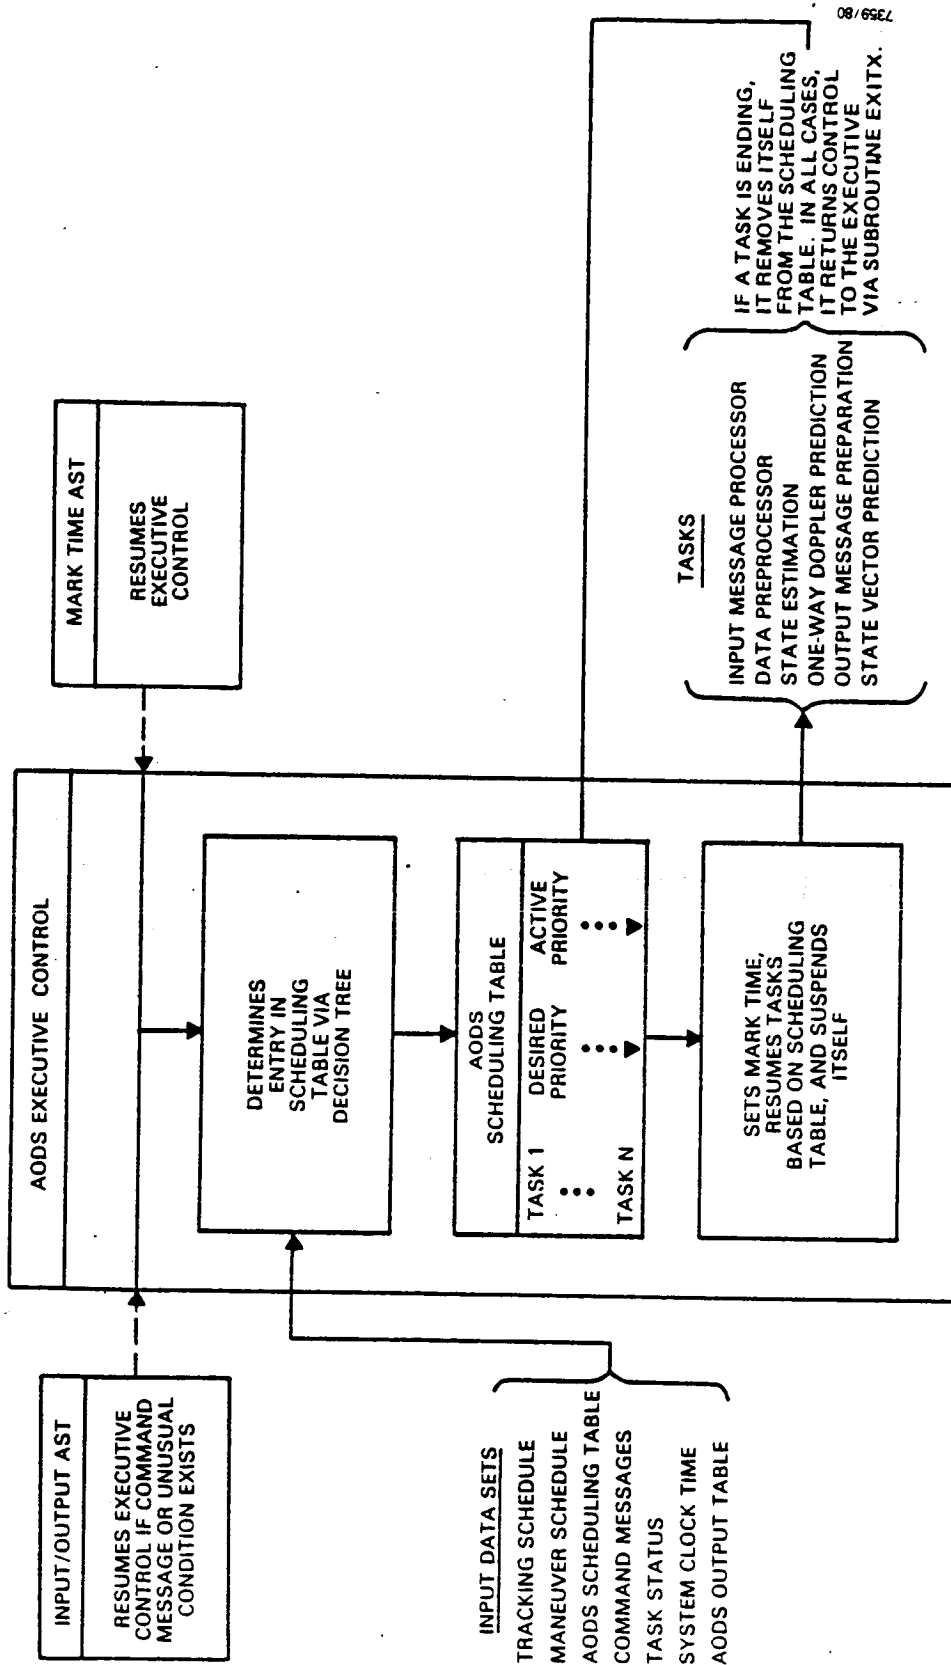 INPUT/OUTPUT AST
RESUMES EXECUTIVE
CONTROL IF COMMAND
MESSAGE OR UNUSUAL
CONDITION EXISTS
AODS EXECUTIVE CONTROL
MARK TIME AST
RESUMES
EXECUTIVE
CONTROL
DETERMINES
ENTRY IN
SCHEDULING
TABLE VIA
DECISION TREE
INPUT DATA SETS
TRACKING SCHEDULE
MANEUVER SCHEDULE
AODS SCHEDULING TABLE
COMMAND MESSAGES
TASK STATUS
SYSTEM CLOCK TIME
AODS OUTPUT TABLE
AODS
SCHEDULING TABLE
TASK 1 DESIRED PRIORITY ACTIVE PRIORITY
TASK N
SETS MARK TIME,
RESUMES TASKS
BASED ON SCHEDULING
TABLE, AND SUSPENDS
ITSELF
TASKS
INPUT MESSAGE PROCESSOR
DATA PREPROCESSOR
STATE ESTIMATION
ONE-WAY DOPPLER PREDICTION
OUTPUT MESSAGE PREPARATION
STATE VECTOR PREDICTION
IF A TASK IS ENDING,
IT REMOVES ITSELF
FROM THE SCHEDULING
TABLE. IN ALL CASES,
IT RETURNS CONTROL
TO THE EXECUTIVE
VIA SUBROUTINE EXITX.
7359/80